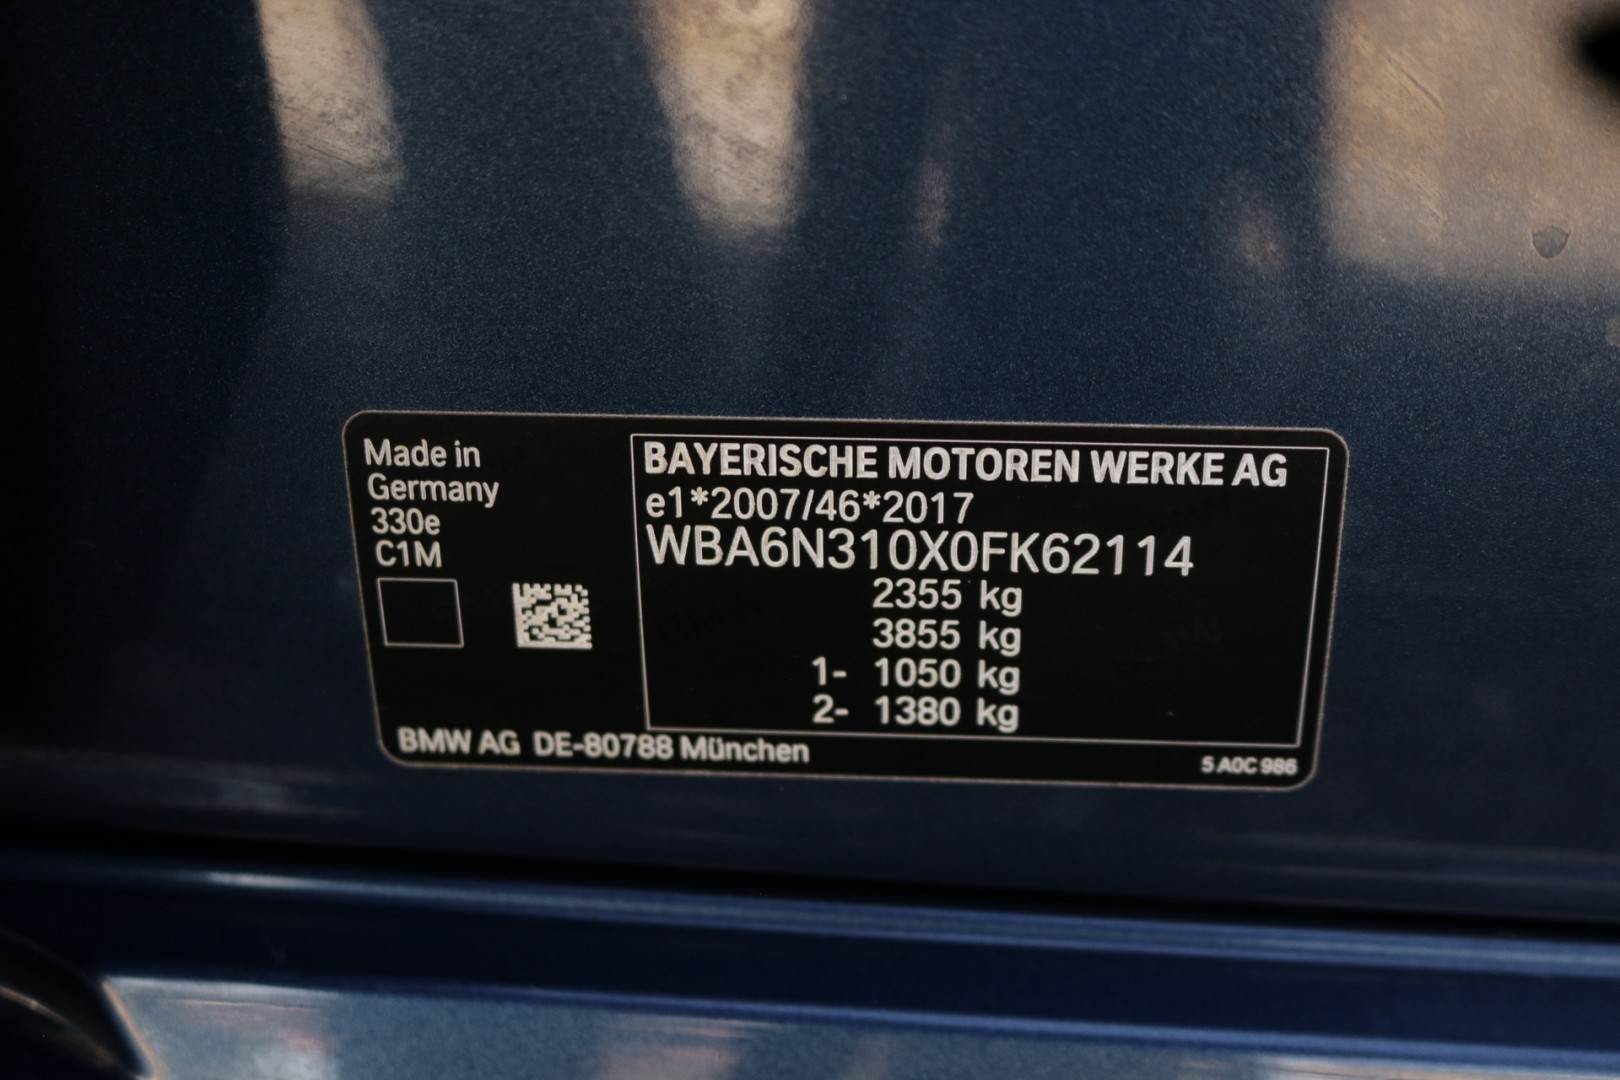 Made in
Germany
330e
C1M
BAYERISCHE MOTOREN WERKE AG
e1*2007/46*2017
WBA6N310X0FK62114
2355 kg
3855 kg
1- 1050 kg
2- 1380 kg
BMW AG DE-80788 München
5 A0C 986